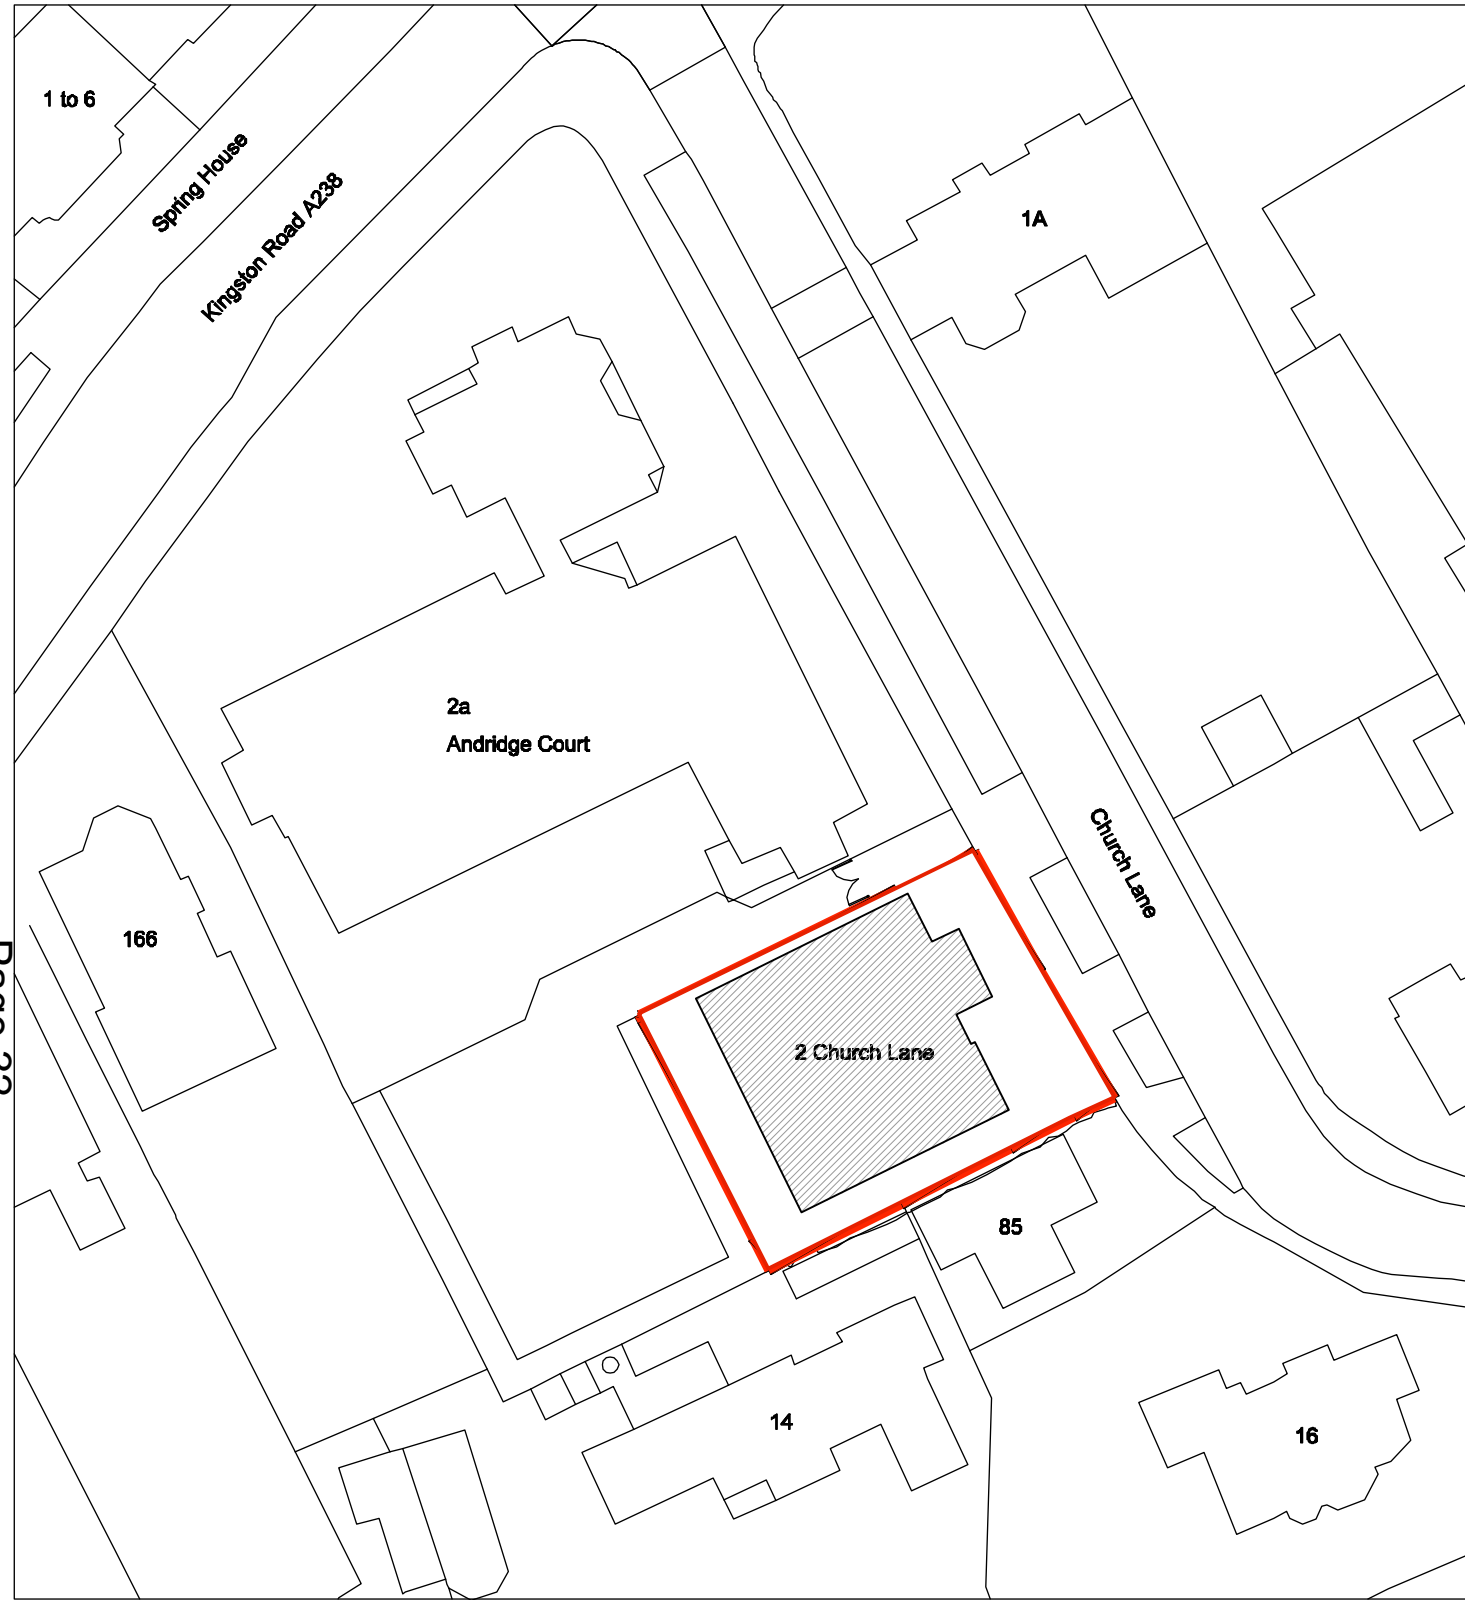 1 to 6
Spring House
Kingston Road A238
1A
2a
Andridge Court
Church Lane
166
2 Church Lane
85
14
16